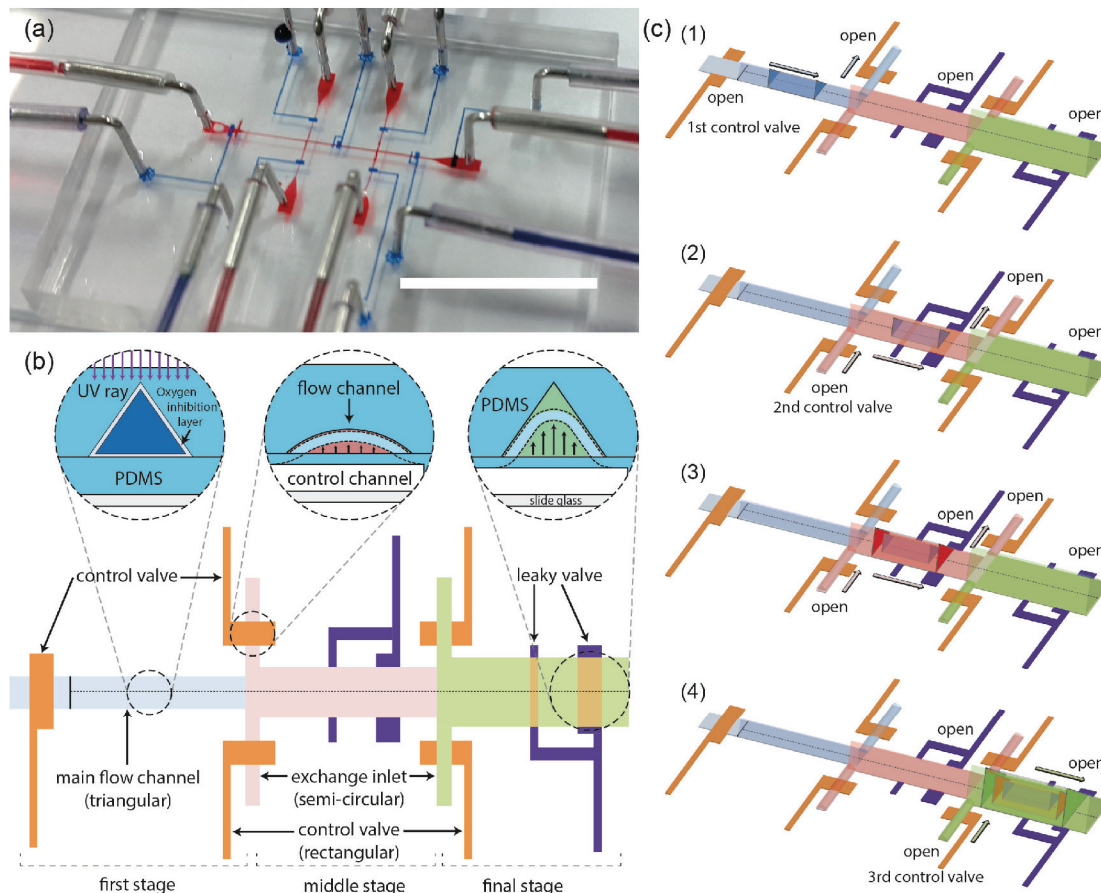 (a)
(b)
UV ray
Oxygen
inhibition
layer
PDMS
flow channel
control channel
PDMS
slide glass
control valve
leaky valve
main flow channel
(triangular)
exchange inlet
(semi-circular)
control valve
(rectangular)
first stage
middle stage
final stage
(c)
(1)
open
open
open
open
1st control valve
(2)
open
open
open
2nd control valve
(3)
open
open
open
open
(4)
open
open
open
3rd control valve